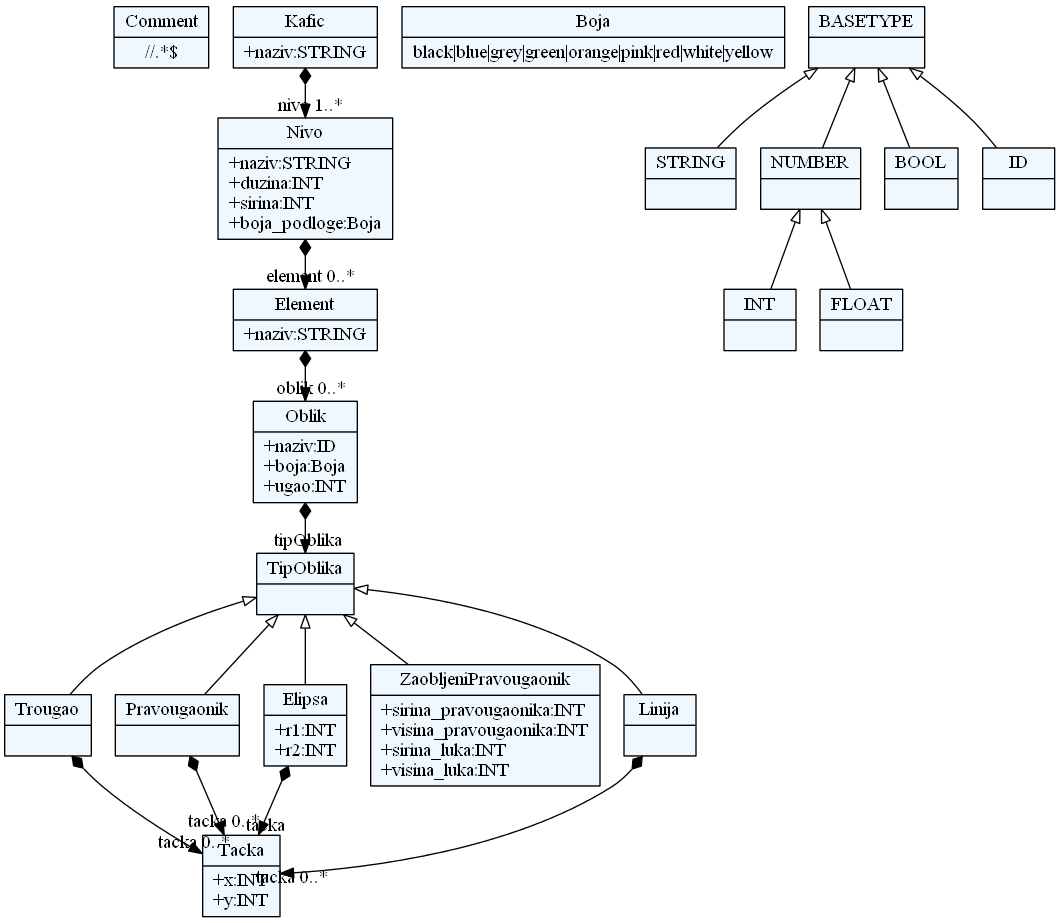 Comment
//.*$
Kafic
+naziv:STRING
Boja
black|blue|grey|green|orange|pink|red|white|yellow
BASETYPE
nivo 1..*
Nivo
+naziv:STRING
+duzina:INT
+sirina:INT
+boja_podloge:Boja
STRING
NUMBER
BOOL
ID
element 0..*
Element
+naziv:STRING
INT
FLOAT
oblik 0..*
Oblik
+naziv:ID
+boja:Boja
+ugao:INT
tipOblika
TipOblika
Trougao
Pravougaonik
Elipsa
+r1:INT
+r2:INT
ZaobljeniPravougaonik
+sirina_pravougaonika:INT
+visina_pravougaonika:INT
+sirina_luka:INT
+visina_luka:INT
Linija
tacka 0..*
tacka
tacka 0..*
Tacka
+x:INT
+y:INT
tacka 0..*